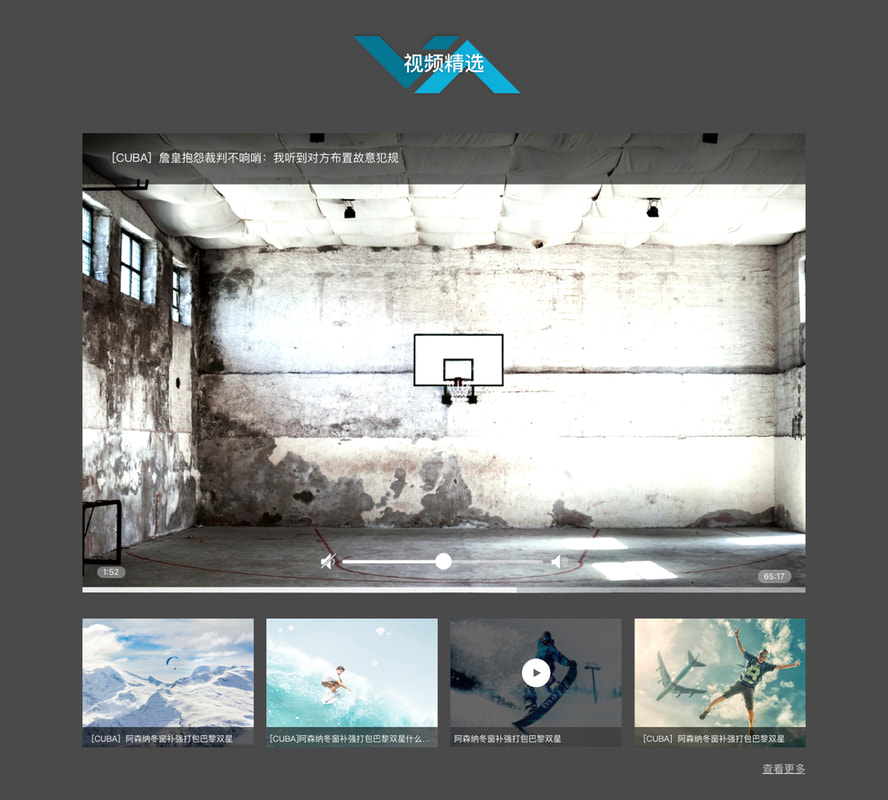 视频精选
[CUBA] 詹皇抱怨裁判不响哨：我听到对方布置故意犯规
1:52
65:17
[CUBA] 阿森纳冬窗补强打包巴黎双星
[CUBA]阿森纳冬窗补强打包巴黎双星什么...
阿森纳冬窗补强打包巴黎双星
[CUBA] 阿森纳冬窗补强打包巴黎双星
查看更多